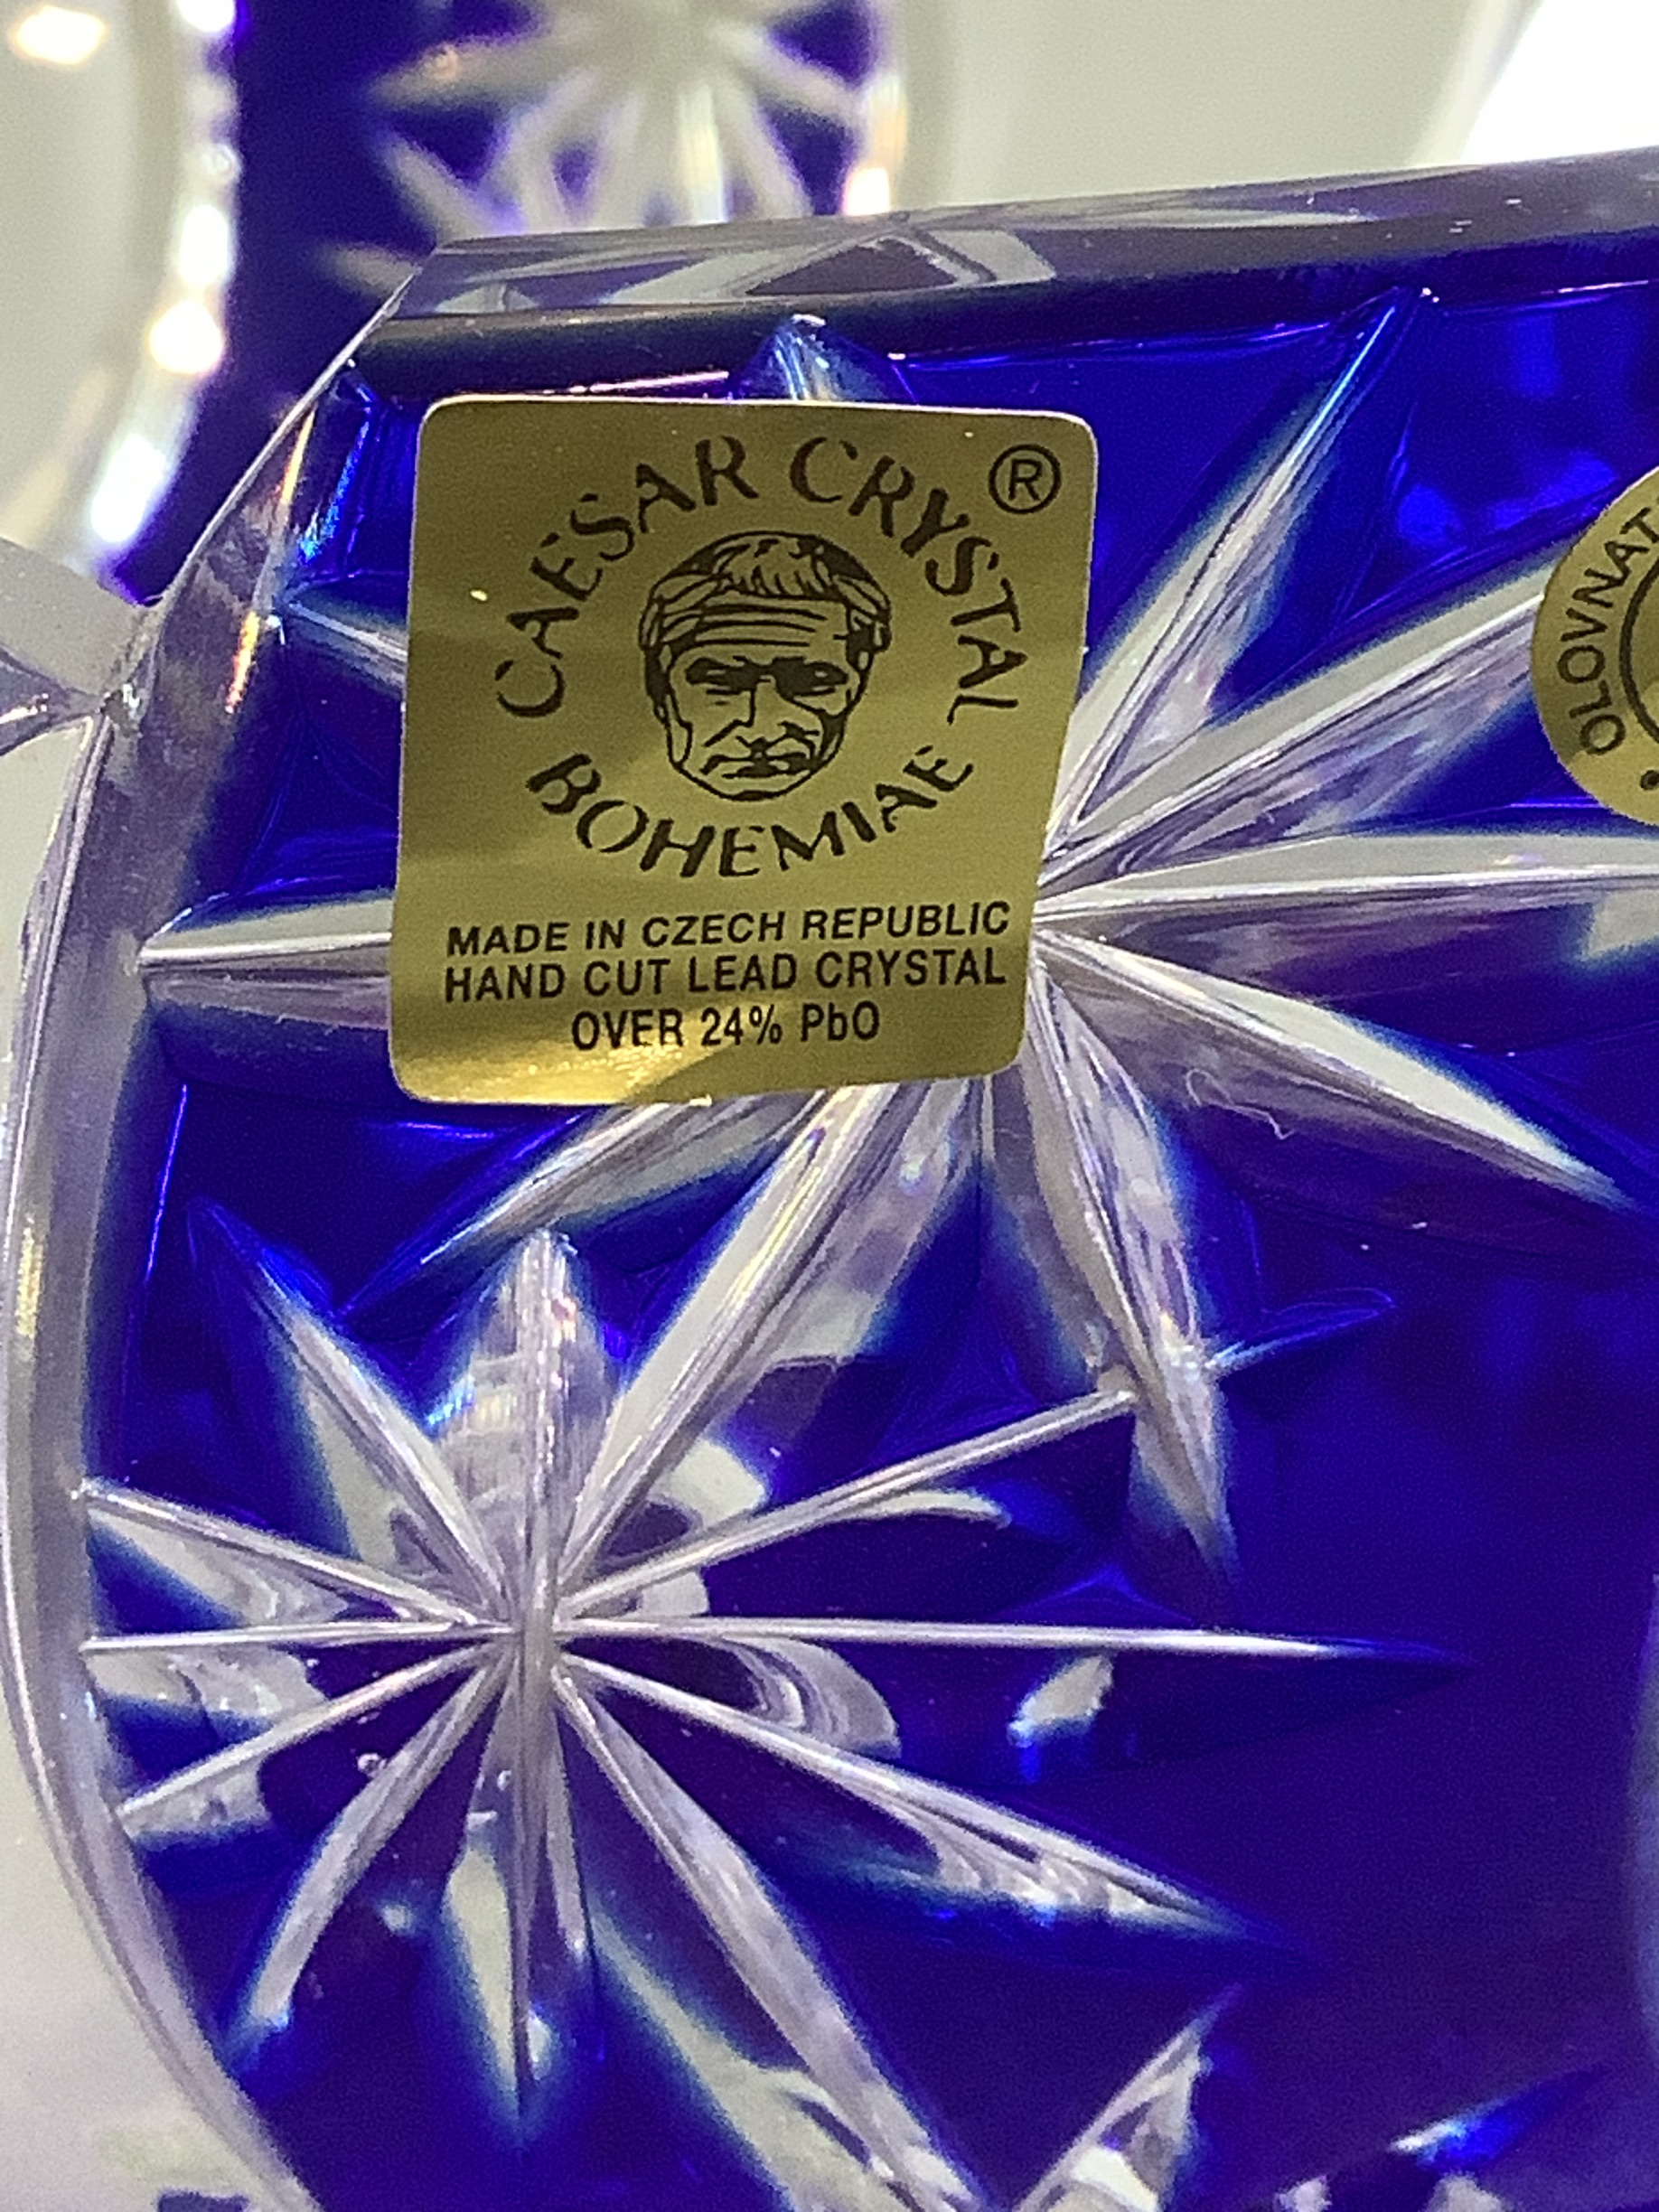 CAESAR CRYSTAL ®
BOHEMIAE
MADE IN CZECH REPUBLIC
HAND CUT LEAD CRYSTAL
OVER 24% PbO